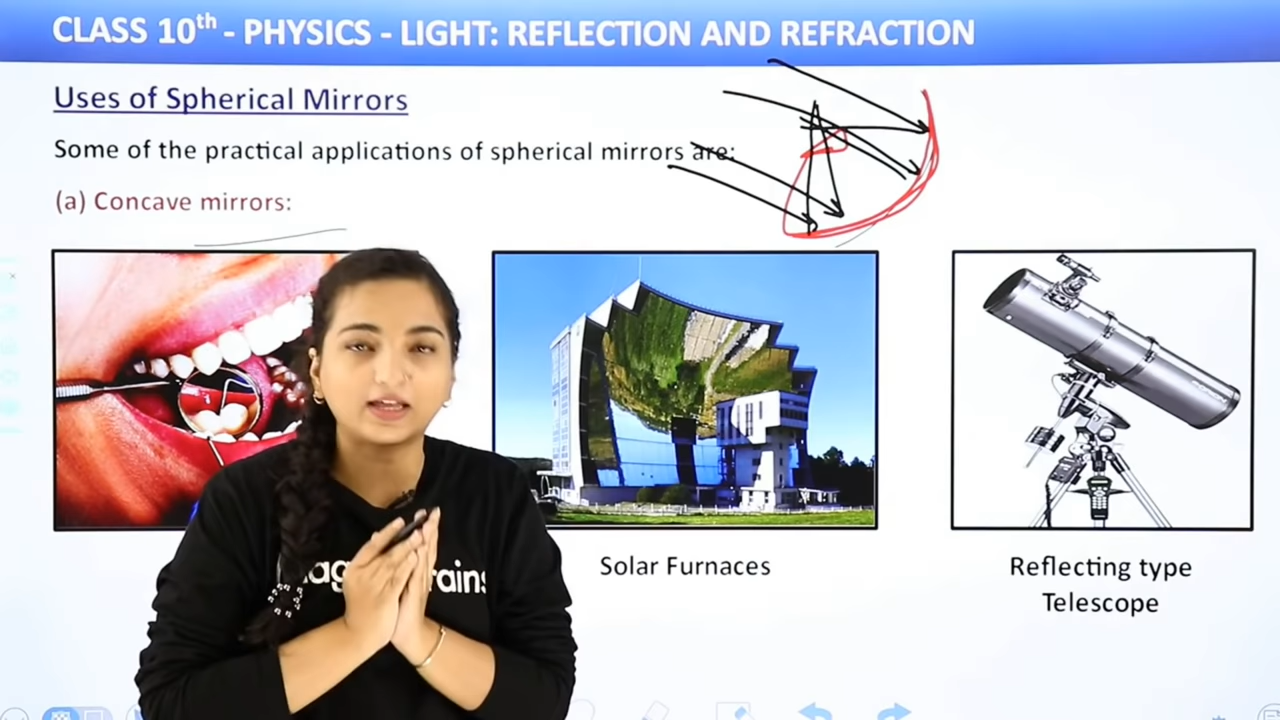 CLASS 10th - PHYSICS - LIGHT: REFLECTION AND REFRACTION
Uses of Spherical Mirrors
Some of the practical applications of spherical mirrors are:
(a) Concave mirrors:
Solar Furnaces
Reflecting type
Telescope